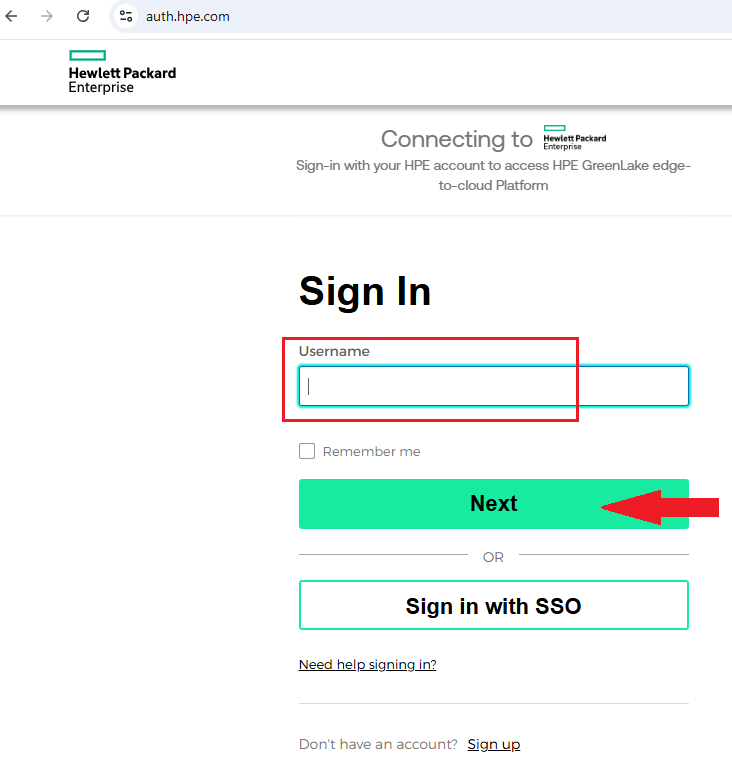 auth.hpe.com
Hewlett Packard
Enterprise
Connecting to
Hewlett Packard
Enterprise
Sign-in with your HPE account to access HPE GreenLake edge-
to-cloud Platform
Sign In
Username
Remember me
Next
OR
Sign in with SSO
Need help signing in?
Don't have an account? Sign up